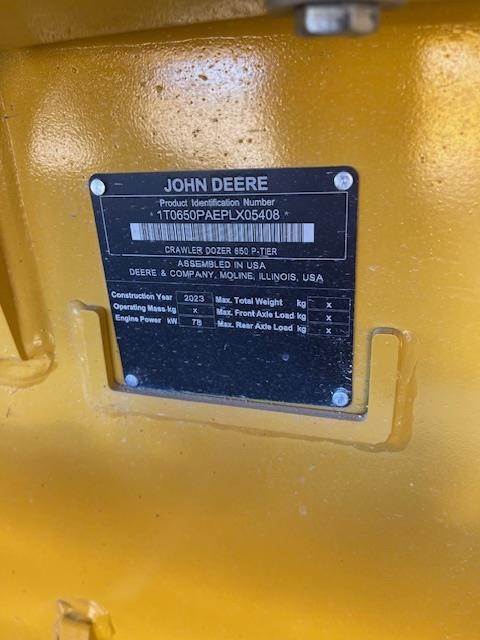 JOHN DEERE
Product Identification Number
* 1T0650PAEPLX05408 *
CRAWLER DOZER 650 P-TIER
ASSEMBLED IN USA
DEERE & COMPANY, MOLINE, ILLINOIS, USA
Construction Year 2023 Max. Total Weight kg x
Operating Mass kg x Max. Front Axle Load kg x
Engine Power kW 78 Max. Rear Axle Load kg x